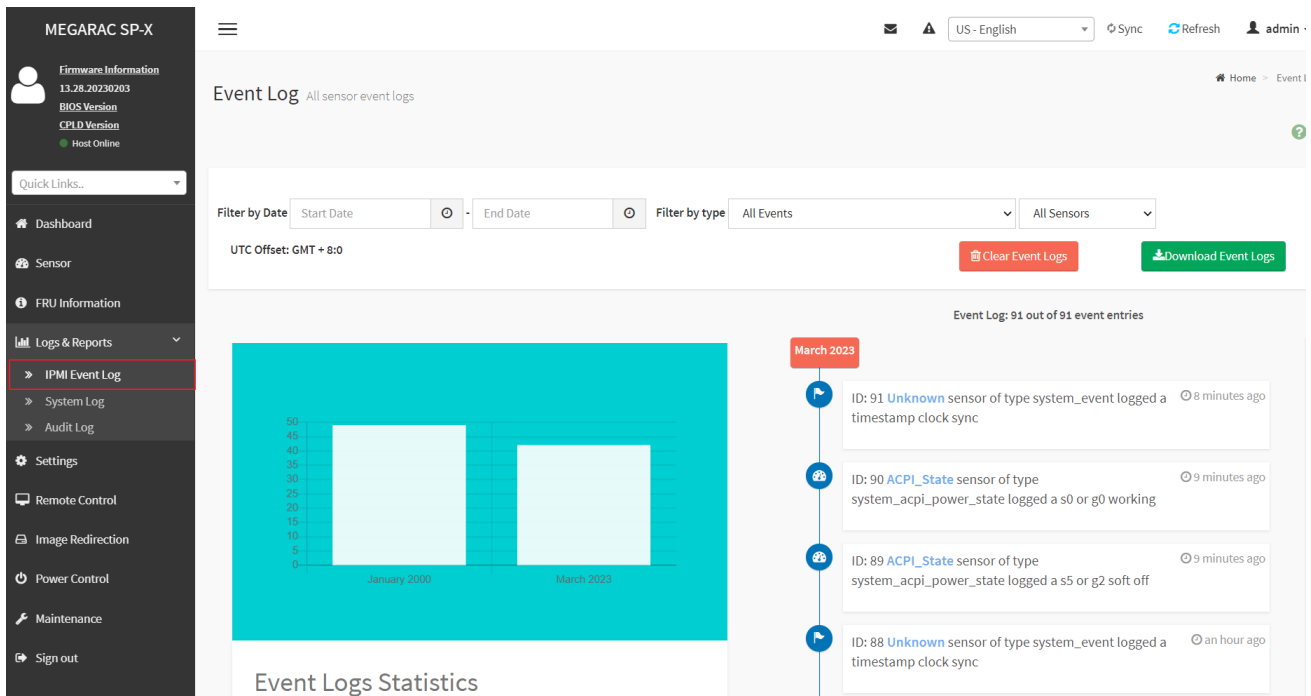 MEGARAC SP-X
Firmware Information
13.28.20230203
BIOS Version
CPLD Version
Host Online
Quick Links..
Dashboard
Sensor
FRU Information
Logs & Reports
IPMI Event Log
System Log
Audit Log
Settings
Remote Control
Image Redirection
Power Control
Maintenance
Sign out
US - English
Sync
Refresh
admin
Event Log All sensor event logs
Home > Event
Filter by Date Start Date - End Date Filter by type All Events All Sensors
UTC Offset: GMT + 8:0
Clear Event Logs
Download Event Logs
Event Log: 91 out of 91 event entries
50
45
40
35
30
25
20
15
10
5
0
January 2000 March 2023
Event Logs Statistics
March 2023
ID: 91 Unknown sensor of type system_event logged a 8 minutes ago
timestamp clock sync
ID: 90 ACPI_State sensor of type 9 minutes ago
system_acpi_power_state logged a s0 or g0 working
ID: 89 ACPI_State sensor of type 9 minutes ago
system_acpi_power_state logged a s5 or g2 soft off
ID: 88 Unknown sensor of type system_event logged a an hour ago
timestamp clock sync